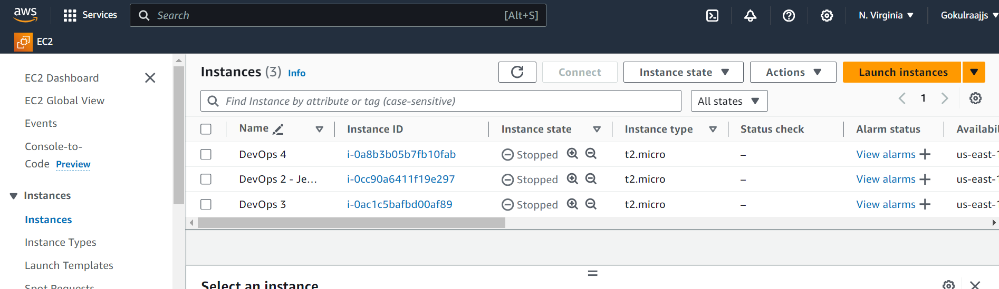 aws
Services
Search [Alt+S]
N. Virginia
Gokulraajjs
EC2
EC2 Dashboard
EC2 Global View
Events
Console-to-
Code Preview
Instances
Instances
Instance Types
Launch Templates
Spot Requests
Instances (3) Info
Connect
Instance state
Actions
Launch instances
Find Instance by attribute or tag (case-sensitive)
All states
1
Name Instance ID Instance state Instance type Status check Alarm status Availabil
DevOps 4 i-0a8b3b05b7fb10fab Stopped t2.micro – View alarms us-east-1
DevOps 2 - Je... i-0cc90a6411f19e297 Stopped t2.micro – View alarms us-east-1
DevOps 3 i-0ac1c5bafbd00af89 Stopped t2.micro – View alarms us-east-1
Select an instance